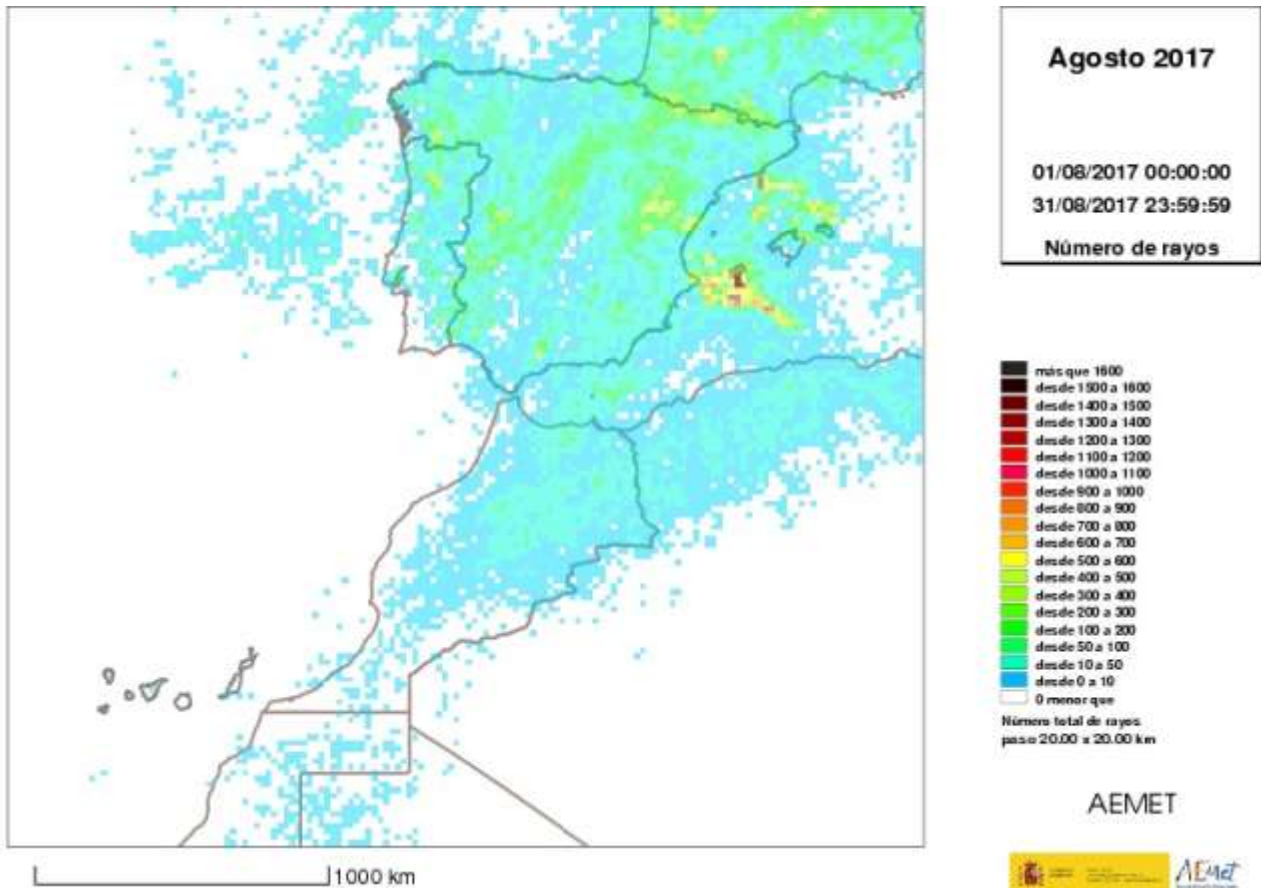 Agosto 2017
01/08/2017 00:00:00
31/08/2017 23:59:59
Número de rayos
más que 1600
desde 1500 a 1600
desde 1400 a 1500
desde 1300 a 1400
desde 1200 a 1300
desde 1100 a 1200
desde 1000 a 1100
desde 900 a 1000
desde 800 a 900
desde 700 a 800
desde 600 a 700
desde 500 a 600
desde 400 a 500
desde 300 a 400
desde 200 a 300
desde 100 a 200
desde 50 a 100
desde 10 a 50
desde 0 a 10
0 menor que
Número total de rayos
paso 20.00 x 20.00 km
AEMET
AEmet
1000 km